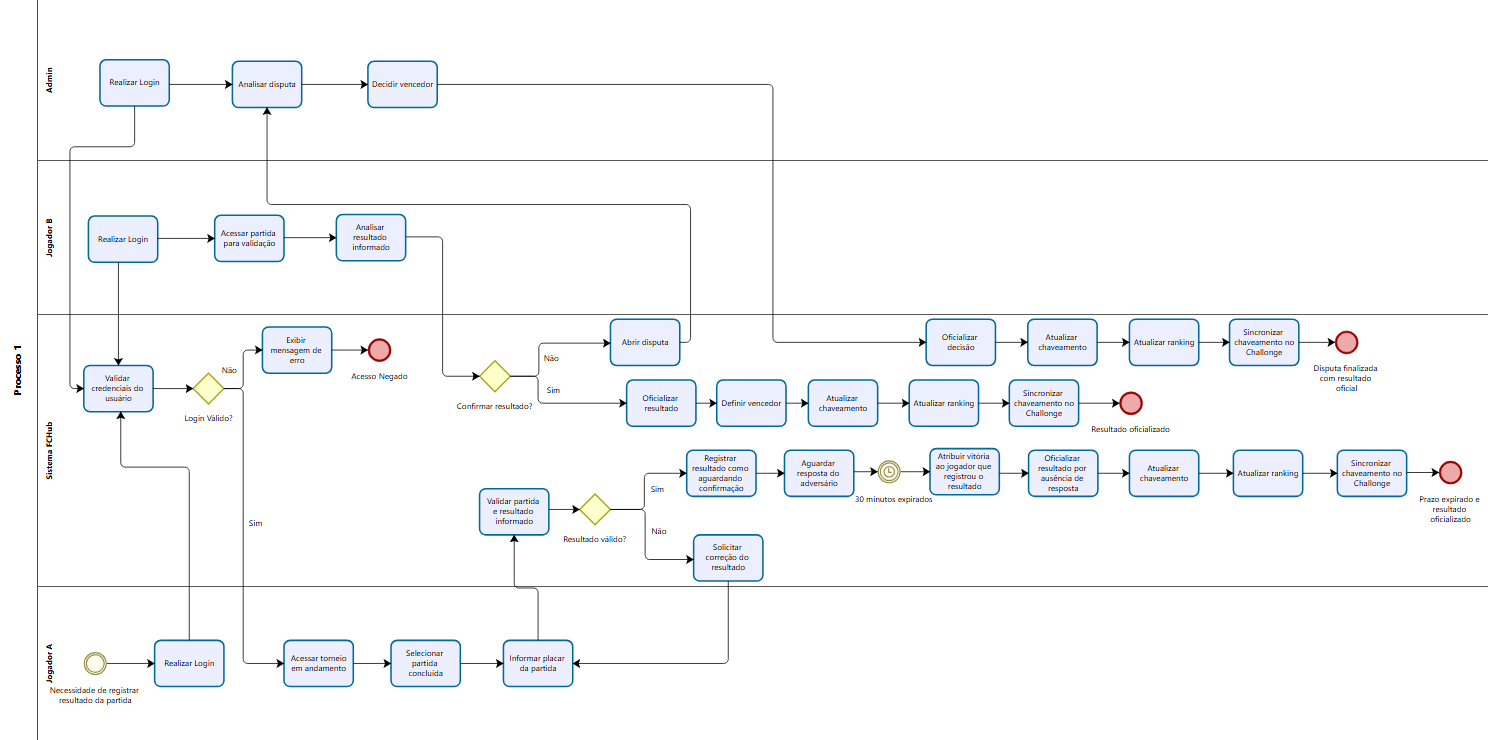 Processo 1
Admin
Realizar Login
Analisar disputa
Decidir vencedor
Jogador B
Realizar Login
Acessar partida
para validação
Analisar
resultado
informado
Sistema FCHub
Validar
credenciais do
usuário
Login Válido?
Não
Sim
Exibir
mensagem de
erro
Acesso Negado
Confirmar resultado?
Não
Sim
Abrir disputa
Oficializar
decisão
Atualizar
chaveamento
Atualizar ranking
Sincronizar
chaveamento no
Challonge
Disputa finalizada
com resultado
oficial
Oficializar
resultado
Definir vencedor
Atualizar
chaveamento
Atualizar ranking
Sincronizar
chaveamento no
Challonge
Resultado oficializado
Validar partida
e resultado
informado
Resultado válido?
Sim
Não
Registrar
resultado como
aguardando
confirmação
Aguardar
resposta do
adversário
30 minutos expirados
Atribuir vitória
ao jogador que
registrou o
resultado
Oficializar
resultado por
ausência de
resposta
Atualizar
chaveamento
Atualizar ranking
Sincronizar
chaveamento no
Challonge
Prazo expirado e
resultado
oficializado
Solicitar
correção do
resultado
Jogador A
Necessidade de registrar
resultado da partida
Realizar Login
Acessar torneio
em andamento
Selecionar
partida
concluída
Informar placar
da partida